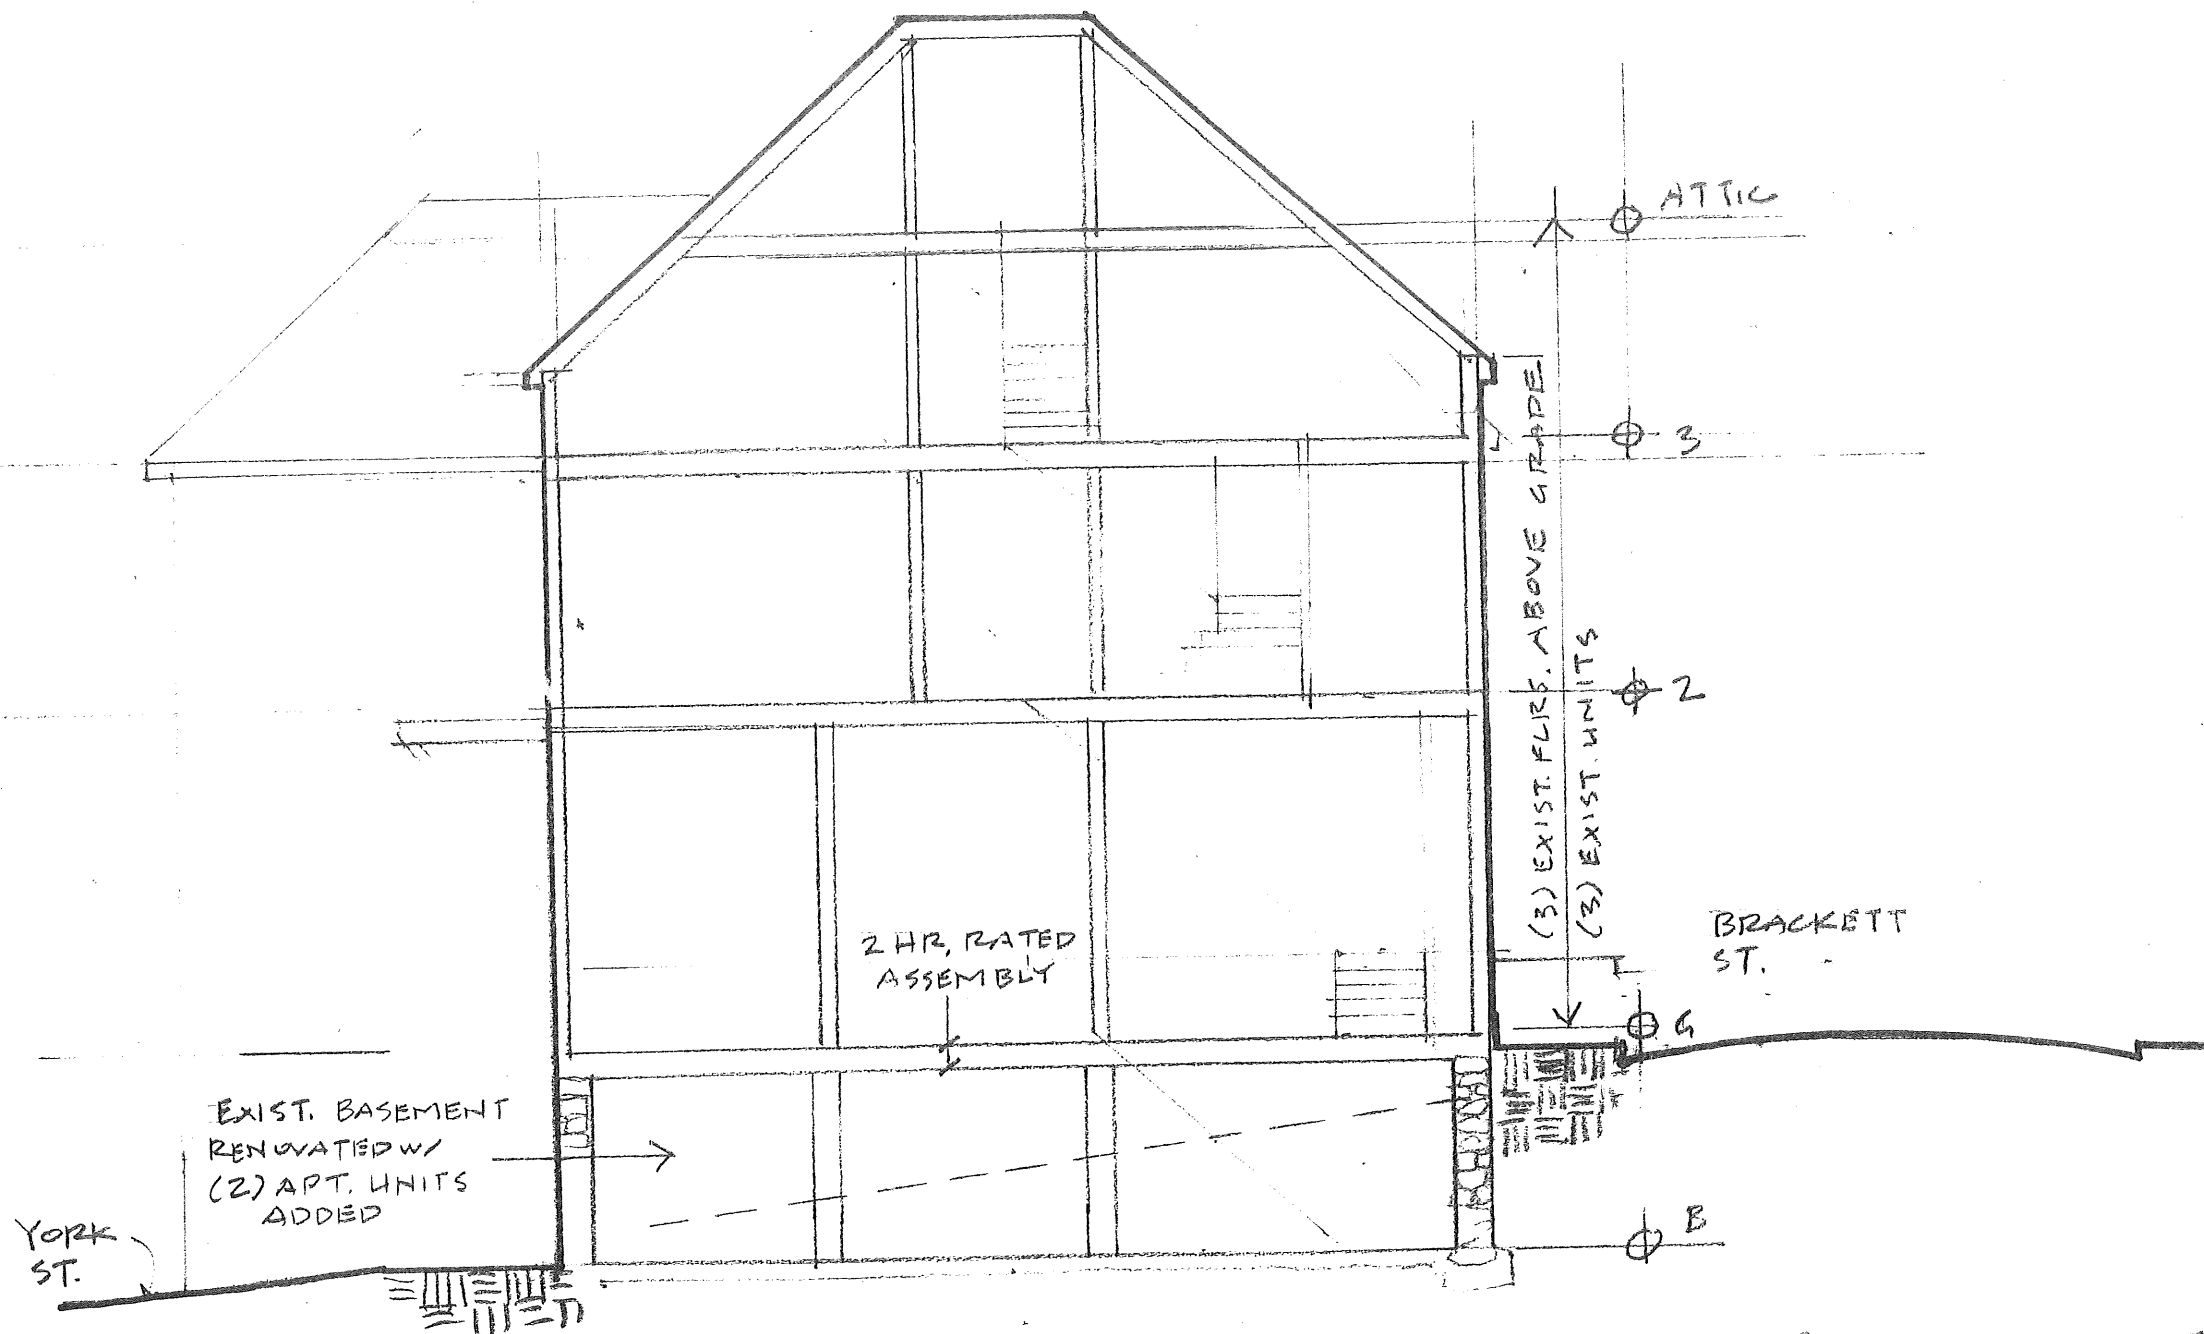 ATTIC
3
2
(3) EXIST. FLRS. ABOVE GRADE
(3) EXIST. UNITS
BRACKETT
ST.
G
2 HR, RATED
ASSEMBLY
EXIST. BASEMENT
RENOVATED W/
(2) APT. UNITS
ADDED
YORK
ST.
B